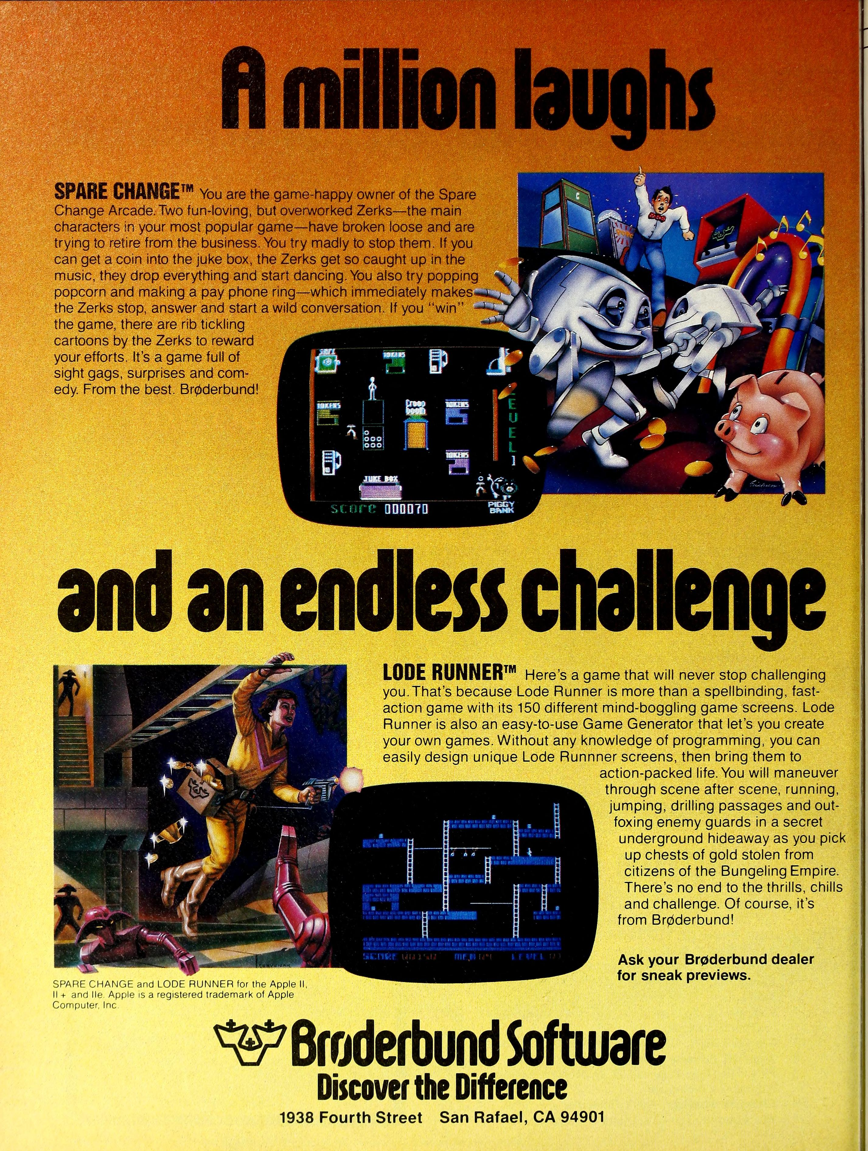 A million laughs
SPARE CHANGE™ You are the game-happy owner of the Spare
Change Arcade. Two fun-loving, but overworked Zerks—the main
characters in your most popular game—have broken loose and are
trying to retire from the business. You try madly to stop them. If you
can get a coin into the juke box, the Zerks get so caught up in the
music, they drop everything and start dancing. You also try popping
popcorn and making a pay phone ring—which immediately makes
the Zerks stop, answer and start a wild conversation. If you "win"
the game, there are rib tickling
cartoons by the Zerks to reward
your efforts. It's a game full of
sight gags, surprises and com-
edy. From the best. Brøderbund!
TOKENS
TOKENS
TOKENS
TOKENS
JUKE BOX
LEVEL 1
SCORE 000070
PIGGY
BANK
and an endless challenge
LODE RUNNER™ Here's a game that will never stop challenging
you. That's because Lode Runner is more than a spellbinding, fast-
action game with its 150 different mind-boggling game screens. Lode
Runner is also an easy-to-use Game Generator that let's you create
your own games. Without any knowledge of programming, you can
easily design unique Lode Runnner screens, then bring them to
action-packed life. You will maneuver
through scene after scene, running,
jumping, drilling passages and out-
foxing enemy guards in a secret
underground hideaway as you pick
up chests of gold stolen from
citizens of the Bungeling Empire.
There's no end to the thrills, chills
and challenge. Of course, it's
from Brøderbund!
Ask your Brøderbund dealer
for sneak previews.
SPARE CHANGE and LODE RUNNER for the Apple II,
II + and IIe. Apple is a registered trademark of Apple
Computer, Inc.
Brøderbund Software
Discover the Difference
1938 Fourth Street San Rafael, CA 94901